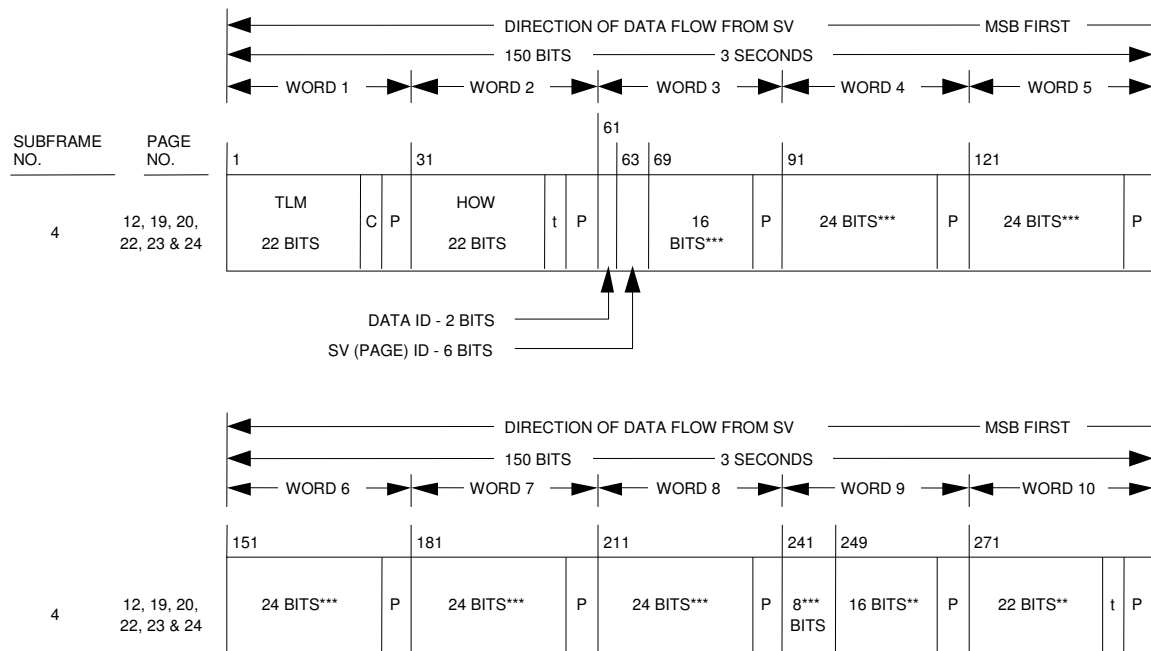 DIRECTION OF DATA FLOW FROM SV MSB FIRST
150 BITS 3 SECONDS
WORD 1 WORD 2 WORD 3 WORD 4 WORD 5
SUBFRAME NO.
PAGE NO.
61
1 31 63 69 91 121
4
12, 19, 20,
22, 23 & 24
TLM
22 BITS
C P
HOW
22 BITS
t P
16
BITS***
P
24 BITS***
P
24 BITS***
P
DATA ID - 2 BITS
SV (PAGE) ID - 6 BITS
DIRECTION OF DATA FLOW FROM SV MSB FIRST
150 BITS 3 SECONDS
WORD 6 WORD 7 WORD 8 WORD 9 WORD 10
151 181 211 241 249 271
4
12, 19, 20,
22, 23 & 24
24 BITS***
P
24 BITS***
P
24 BITS***
P
8***
BITS
16 BITS**
P
22 BITS**
t P